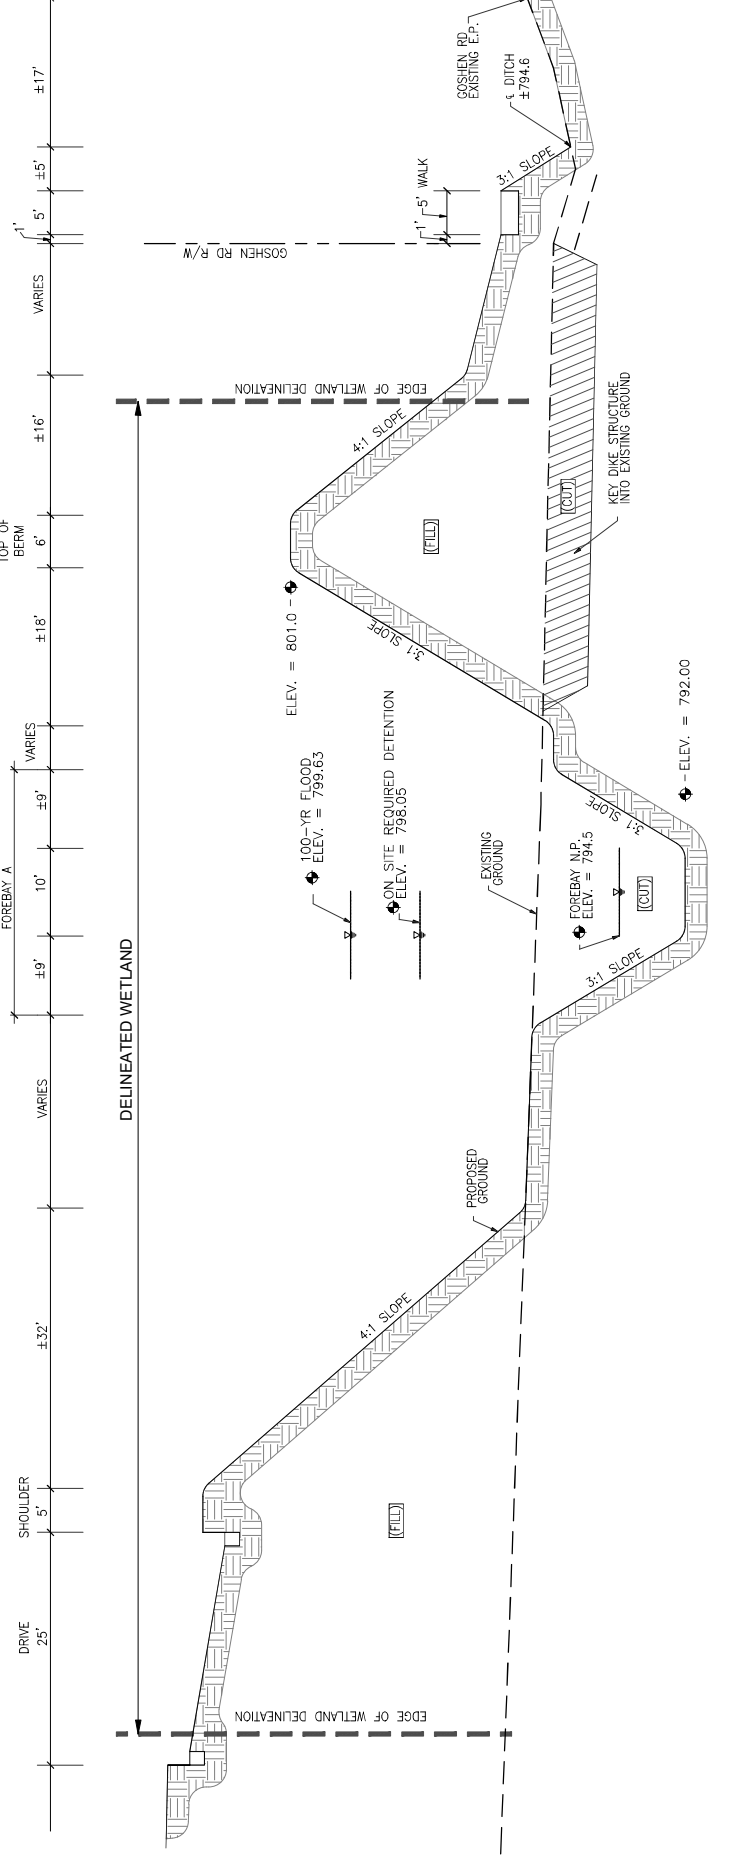 DRIVE
25'
SHOULDER
5'
±32'
VARIES
FOREBAY A
±9'
10'
±9'
VARIES
±18'
TOP OF
BERM
6'
±16'
VARIES
1'
5'
±5'
±17'
DELINEATED WETLAND
EDGE OF WETLAND DELINEATION
EDGE OF WETLAND DELINEATION
GOSHEN RD R/W
(FILL)
4:1 SLOPE
PROPOSED
GROUND
100-YR FLOOD
ELEV. = 799.63
ON SITE REQUIRED DETENTION
ELEV. = 798.05
EXISTING
GROUND
FOREBAY N.P.
ELEV. = 794.5
3:1 SLOPE
(CUT)
3:1 SLOPE
ELEV. = 792.00
ELEV. = 801.0
3:1 SLOPE
(FILL)
(CUT)
KEY DIKE STRUCTURE
INTO EXISTING GROUND
4:1 SLOPE
1'
5' WALK
3:1 SLOPE
GOSHEN RD
EXISTING E.P.
℄ DITCH
±794.6